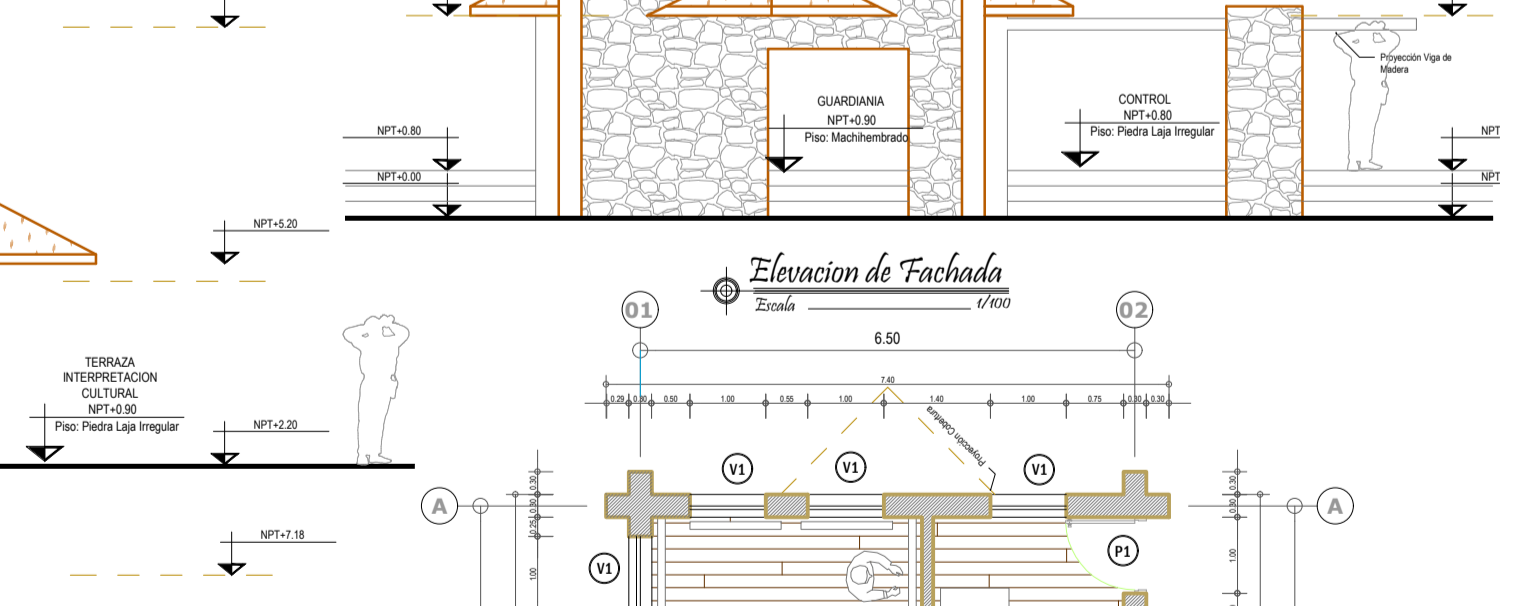 Proyección Viga de
Madera
GUARDIANIA
NPT+0.90
Piso: Machihembrado
CONTROL
NPT+0.80
Piso: Piedra Laja Irregular
NPT+0.80
NPT
NPT+0.00
NPT
NPT+5.20
Elevacion de Fachada
Escala
1/100
01
02
6.50
7.40
0.29
0.30
0.50
1.00
0.55
1.00
1.40
1.00
0.75
0.30
0.30
Proyección Cobertura
TERRAZA
INTERPRETACION
CULTURAL
NPT+0.90
Piso: Piedra Laja Irregular
NPT+2.20
V1
V1
V1
A
0.30
0.30
0.25
1.00
0.30
0.30
1.00
A
NPT+7.18
V1
P1